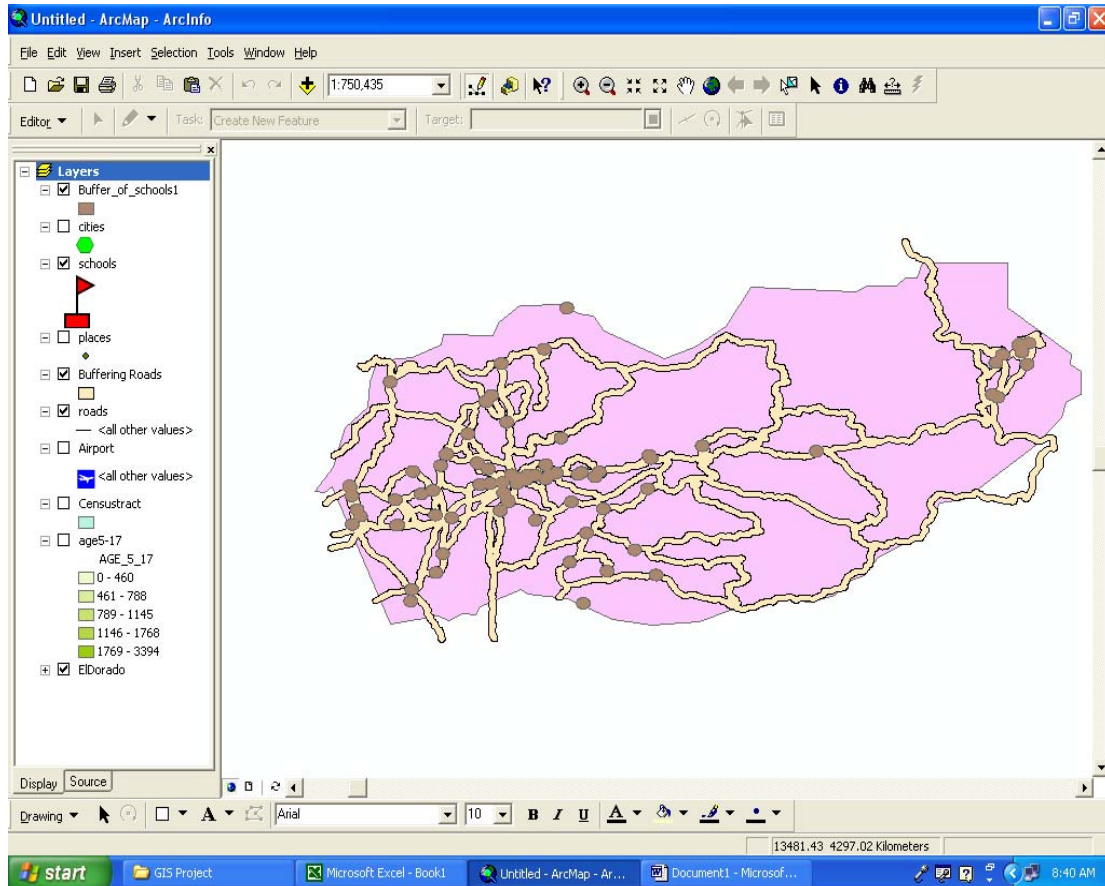 Untitled - ArcMap - ArcInfo
File Edit View Insert Selection Tools Window Help
1:750,435
Editor Task: Create New Feature Target:
Layers
Buffer_of_schools1
cities
schools
places
Buffering Roads
roads
<all other values>
Airport
<all other values>
Censustract
age5-17
AGE_5_17
0 - 460
461 - 788
789 - 1145
1146 - 1768
1769 - 3394
ElDorado
Display Source
Drawing A Arial 10 B I U A
13481.43 4297.02 Kilometers
start GIS Project Microsoft Excel - Book1 Untitled - ArcMap - Ar... Document1 - Microsof... 8:40 AM